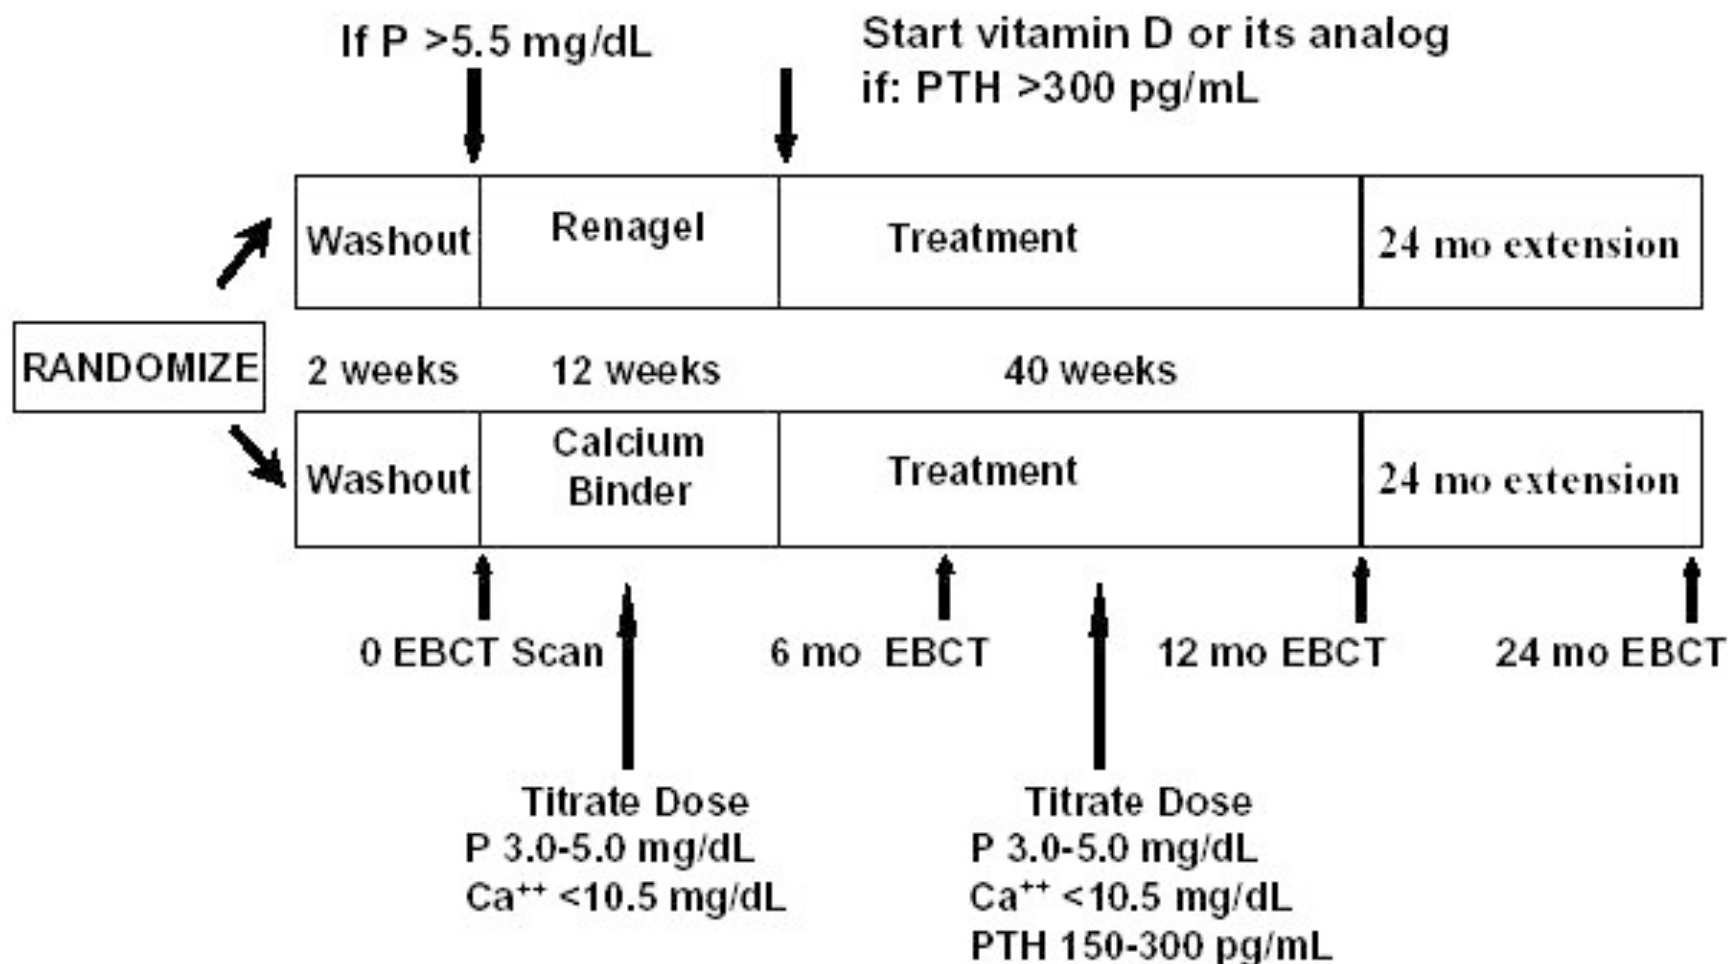 If P >5.5 mg/dL
Start vitamin D or its analog
if: PTH >300 pg/mL
Washout
Renagel
Treatment
24 mo extension
RANDOMIZE
2 weeks
12 weeks
40 weeks
Washout
Calcium
Binder
Treatment
24 mo extension
0 EBCT Scan
6 mo EBCT
12 mo EBCT
24 mo EBCT
Titrate Dose
P 3.0-5.0 mg/dL
Ca⁺⁺ <10.5 mg/dL
Titrate Dose
P 3.0-5.0 mg/dL
Ca⁺⁺ <10.5 mg/dL
PTH 150-300 pg/mL